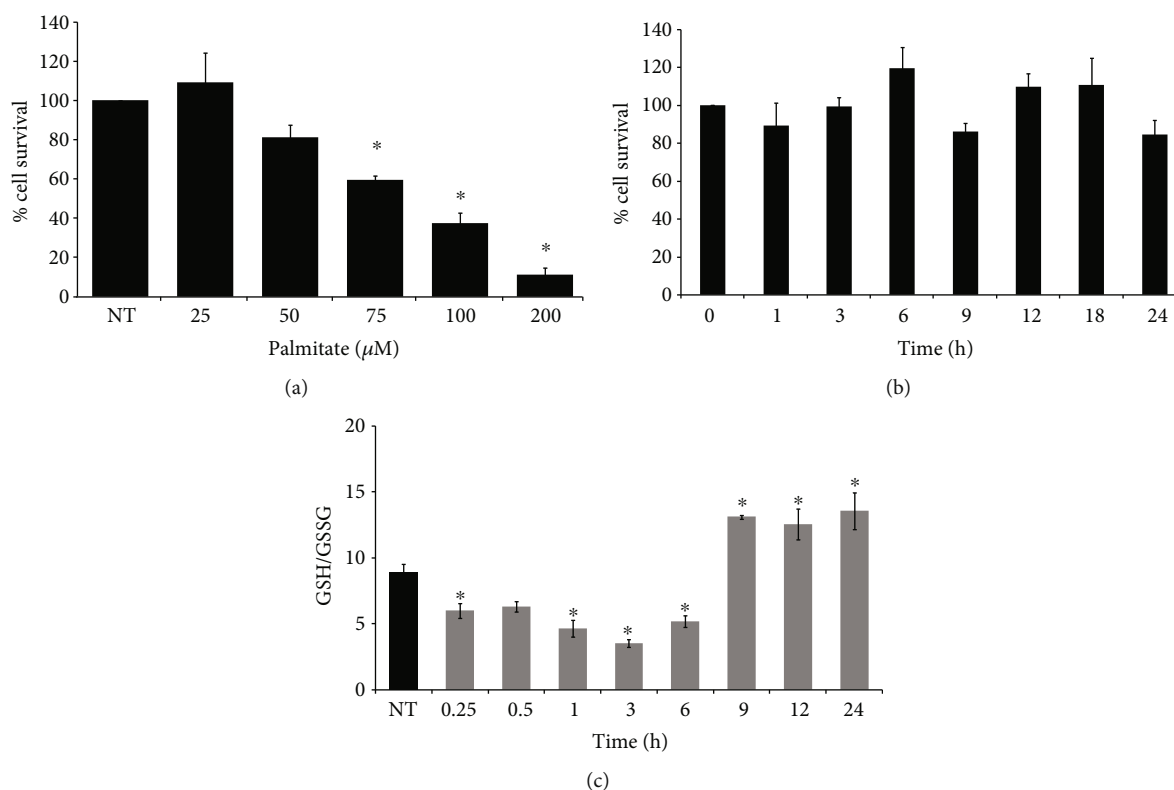 140
120
100
80
60
40
20
0
% cell survival
*
*
*
NT 25 50 75 100 200
Palmitate (μM)
(a)
140
120
100
80
60
40
20
0
% cell survival
0 1 3 6 9 12 18 24
Time (h)
(b)
20
15
10
5
0
GSH/GSSG
*
*
*
*
*
*
*
NT 0.25 0.5 1 3 6 9 12 24
Time (h)
(c)